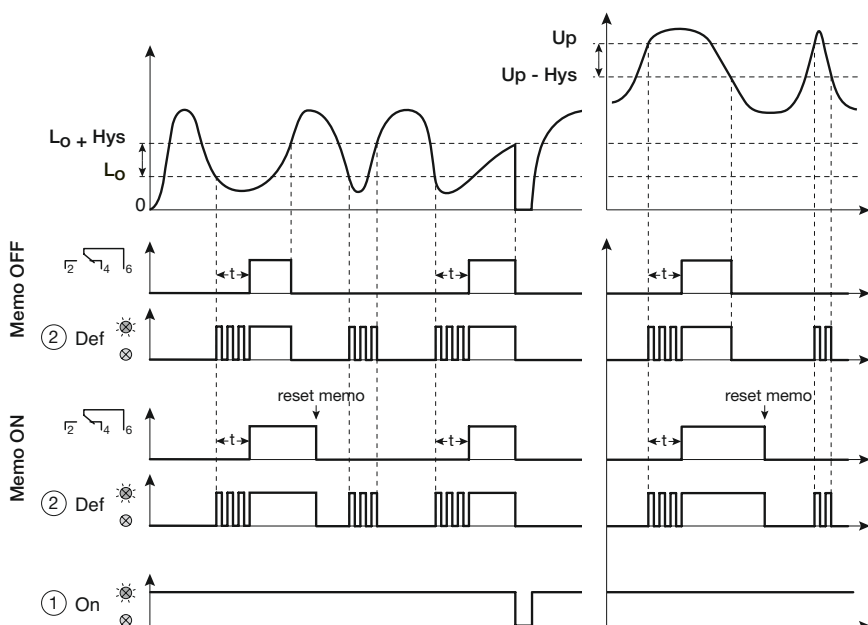 Up
Up - Hys
Lo + Hys
Lo
0
Memo OFF
2 4 6
t t t
② Def
reset memo reset memo
Memo ON
2 4 6
t t t
② Def
① On